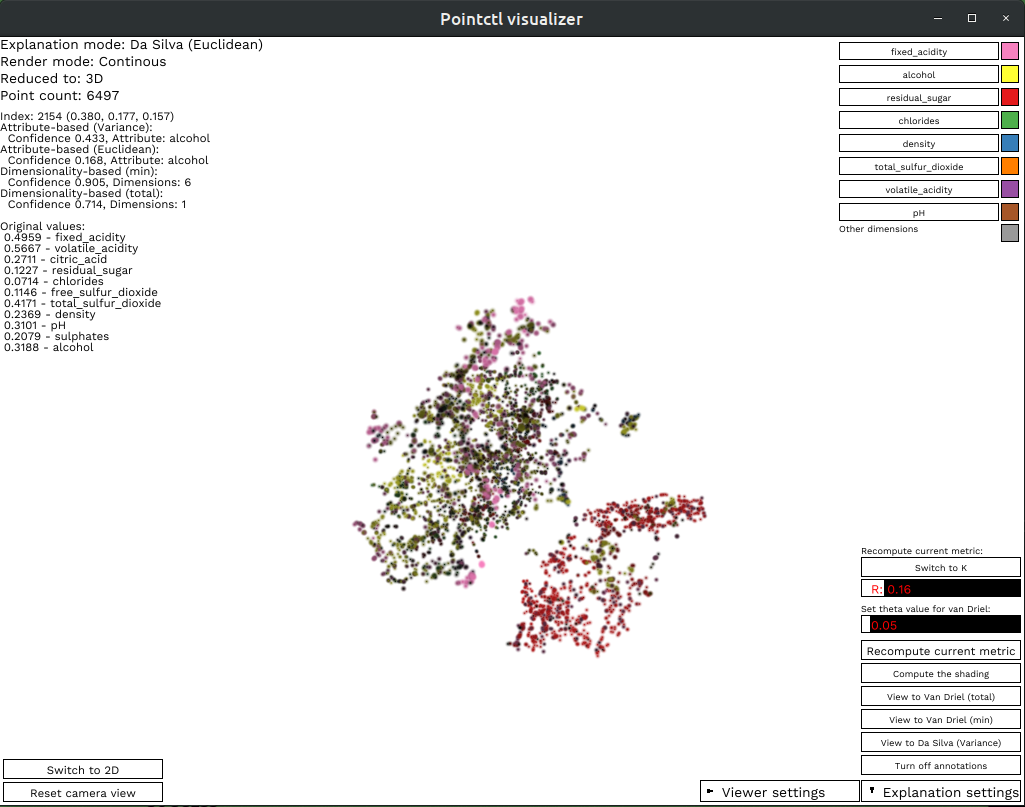 Pointctl visualizer
Explanation mode: Da Silva (Euclidean)
Render mode: Continous
Reduced to: 3D
Point count: 6497
Index: 2154 (0.380, 0.177, 0.157)
Attribute-based (Variance):
Confidence 0.433, Attribute: alcohol
Attribute-based (Euclidean):
Confidence 0.168, Attribute: alcohol
Dimensionality-based (min):
Confidence 0.905, Dimensions: 6
Dimensionality-based (total):
Confidence 0.714, Dimensions: 1
Original values:
0.4959 - fixed_acidity
0.5667 - volatile_acidity
0.2711 - citric_acid
0.1227 - residual_sugar
0.0714 - chlorides
0.1146 - free_sulfur_dioxide
0.4171 - total_sulfur_dioxide
0.2369 - density
0.3101 - pH
0.2079 - sulphates
0.3188 - alcohol
fixed_acidity
alcohol
residual_sugar
chlorides
density
total_sulfur_dioxide
volatile_acidity
pH
Other dimensions
Recompute current metric:
Switch to K
R: 0.16
Set theta value for van Driel:
0.05
Recompute current metric
Compute the shading
View to Van Driel (total)
View to Van Driel (min)
View to Da Silva (Variance)
Turn off annotations
Switch to 2D
Reset camera view
Viewer settings
Explanation settings